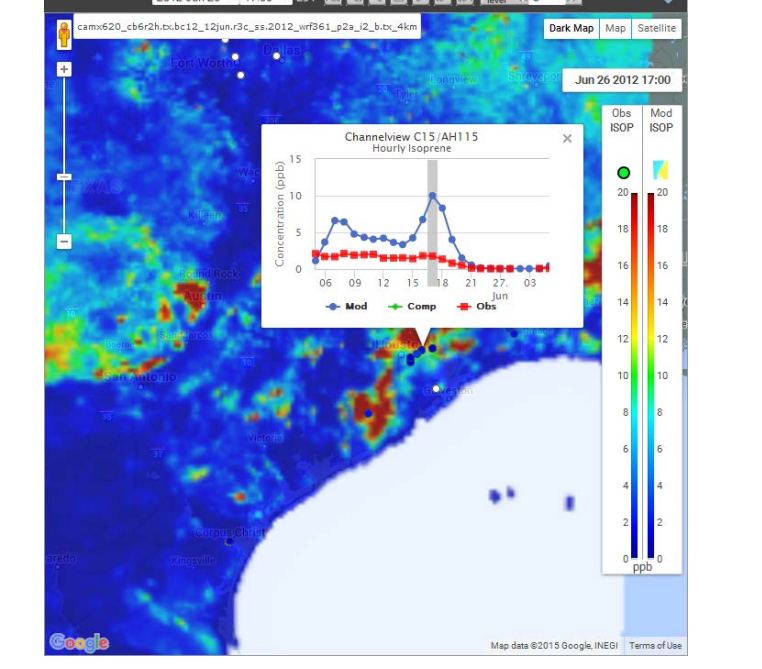 camx620_cb6r2h.tx.bc12_12jun.r3c_ss.2012_wrf361_p2a_i2_b.tx_4km
Dark Map Map Satellite
Jun 26 2012 17:00
Obs ISOP
Mod ISOP
Dallas
Fort Worth
Longview
Tyler
Channelview C15/AH115
Hourly Isoprene
×
Concentration (ppb)
15
10
5
0
06 09 12 15 18 21 27. 03
Jun
Mod Comp Obs
Killeen
Round Rock
Austin
San Antonio
Houston
Galveston
Victoria
Corpus Christi
Kingsville
20 20
18 18
16 16
14 14
12 12
10 10
8 8
6 6
4 4
2 2
0 0
ppb
Google
Map data ©2015 Google, INEGI Terms of Use